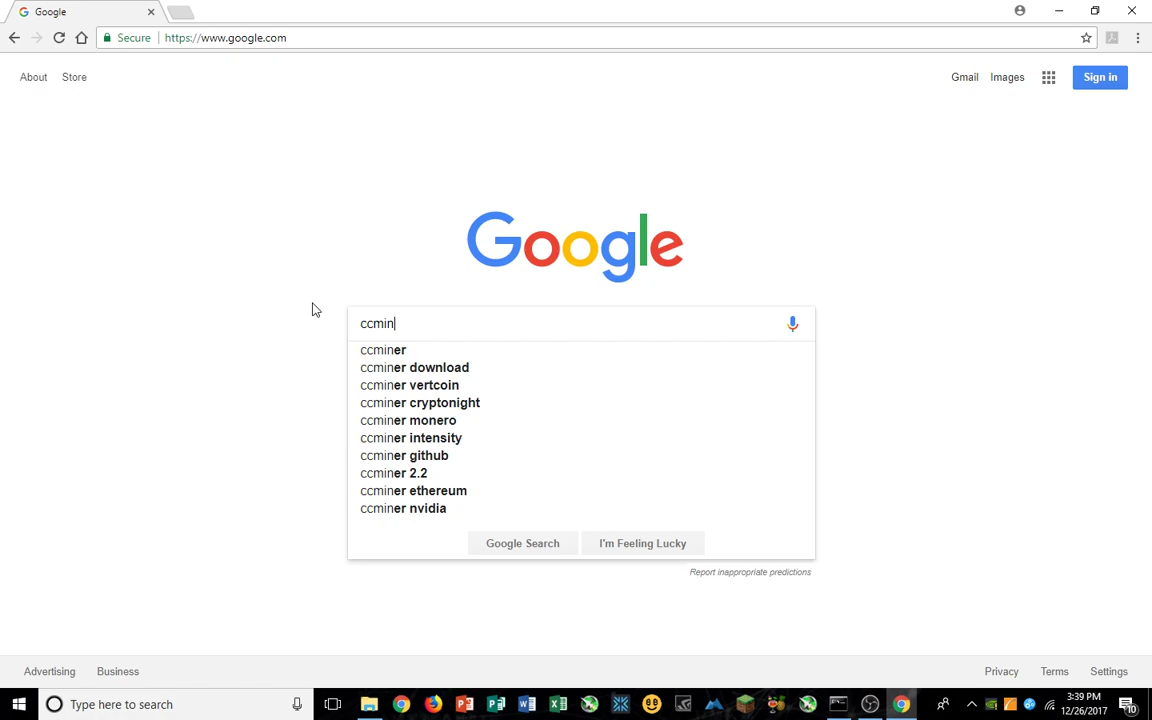 Google
Secure https://www.google.com
About Store
Gmail Images Sign in
Google
ccmin
ccminer
ccminer download
ccminer vertcoin
ccminer cryptonight
ccminer monero
ccminer intensity
ccminer github
ccminer 2.2
ccminer ethereum
ccminer nvidia
Google Search I'm Feeling Lucky
Report inappropriate predictions
Advertising Business
Privacy Terms Settings
Type here to search
3:39 PM
12/26/2017
10